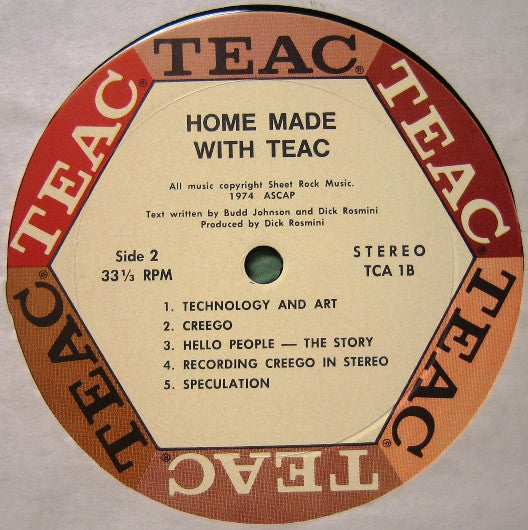 TEAC®
TEAC®
TEAC®
HOME MADE
WITH TEAC
All music copyright Sheet Rock Music.
1974 ASCAP
Text written by Budd Johnson and Dick Rosmini
Produced by Dick Rosmini
Side 2
33⅓ RPM
STEREO
TCA 1B
1. TECHNOLOGY AND ART
2. CREEGO
3. HELLO PEOPLE — THE STORY
4. RECORDING CREEGO IN STEREO
5. SPECULATION
TEAC®
TEAC®
TEAC®